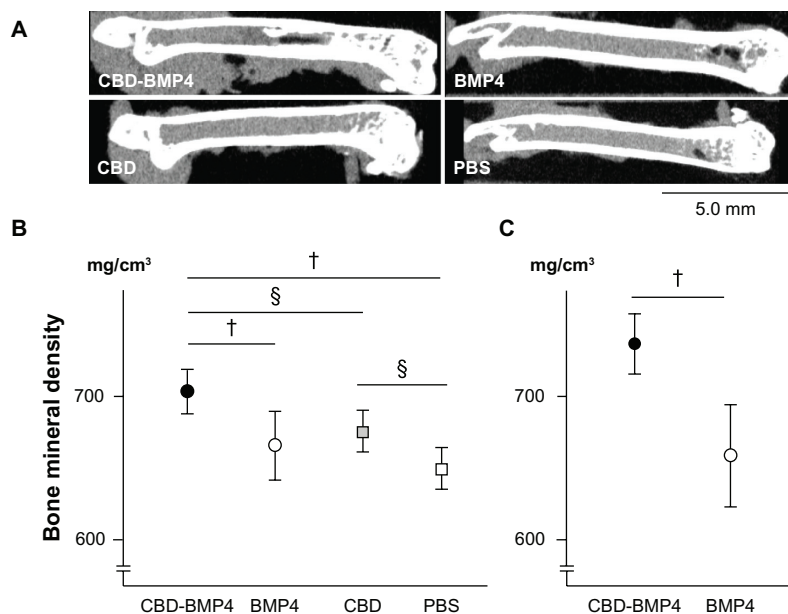 A
CBD-BMP4
BMP4
CBD
PBS
5.0 mm
B
mg/cm³
†
§
†
§
Bone mineral density
700
600
CBD-BMP4 BMP4 CBD PBS
C
mg/cm³
†
700
600
CBD-BMP4 BMP4